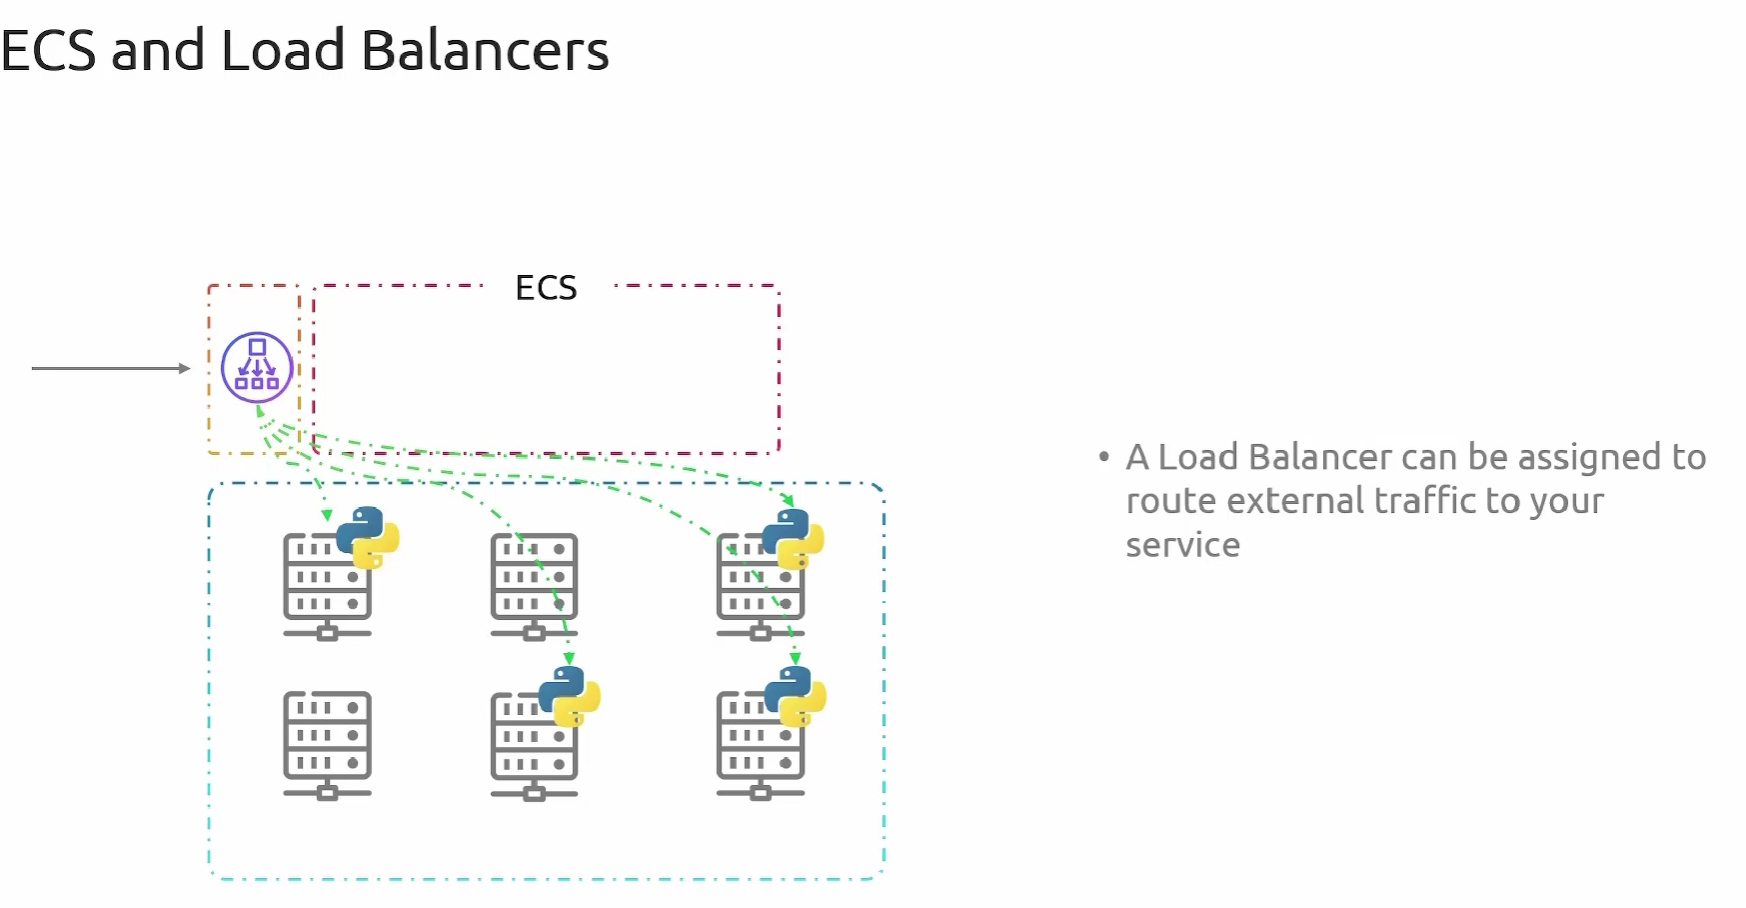 ECS and Load Balancers
ECS
• A Load Balancer can be assigned to
route external traffic to your
service